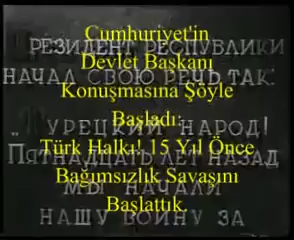 Cumhuriyet'in
РЕЗИДЕНТ РЕСПУБЛИКИ
Devlet Başkanı
НАЧАЛ СВОЮ РЕЧЬ ТАК:
Konuşmasına Şöyle
Başladı:
„ УРЕЦКИЙ НАРОД!
Türk Halkı! 15 Yıl Önce
ПЯТНАДЦАТЬ ЛЕТ НАЗАД
Bağımsızlık Savaşını
МЫ НАЧАЛИ
Başlattık.
НАШУ ВОЙНУ ЗА